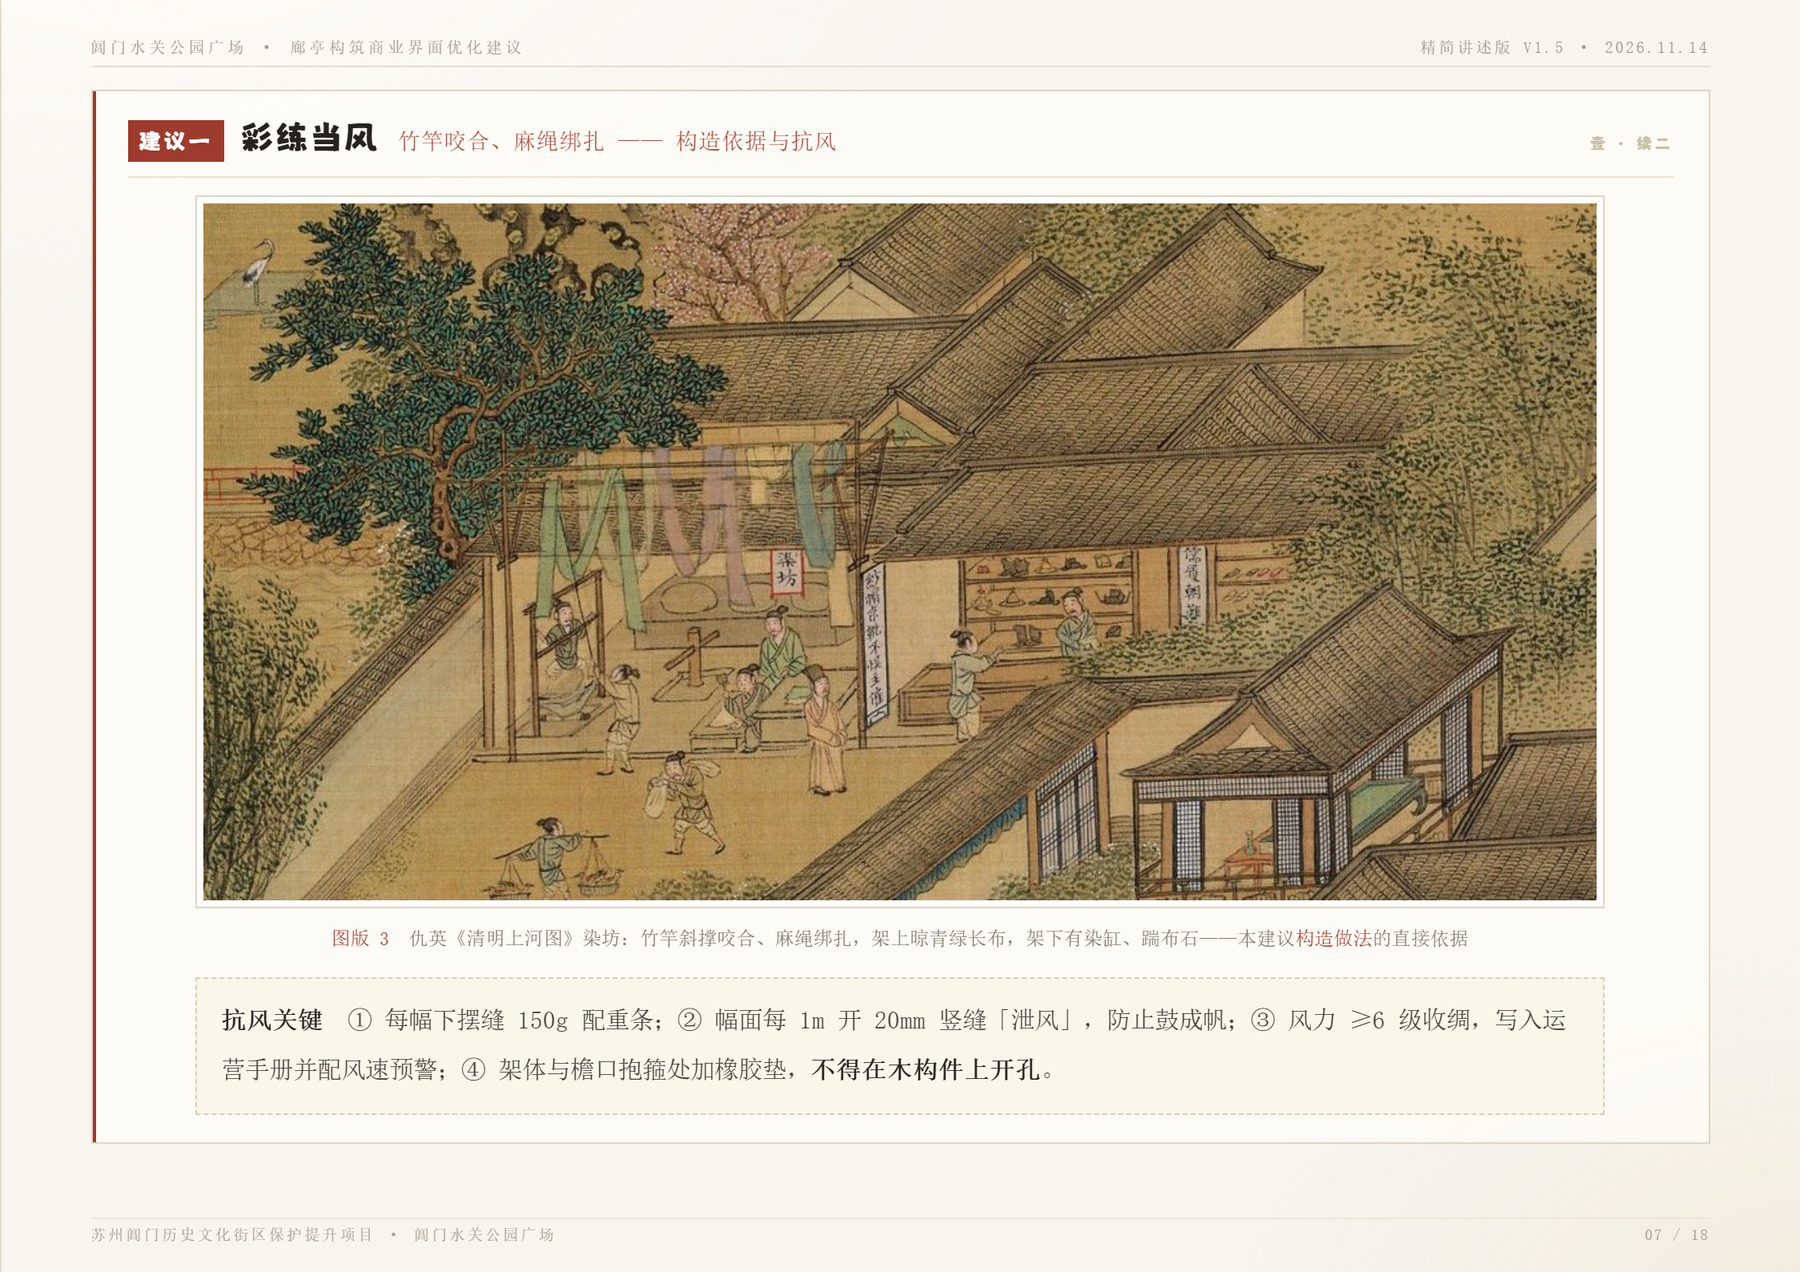 阊门水关公园广场 • 廊亭构筑商业界面优化建议
精简讲述版 V1.5 • 2026.11.14
建议一 彩练当风 竹竿咬合、麻绳绑扎 —— 构造依据与抗风
壹 · 续二
染坊
图版 3 仇英《清明上河图》染坊：竹竿斜撑咬合、麻绳绑扎，架上晾青绿长布，架下有染缸、踹布石——本建议构造做法的直接依据
抗风关键 ① 每幅下摆缝 150g 配重条；② 幅面每 1m 开 20mm 竖缝「泄风」，防止鼓成帆；③ 风力 ≥6 级收绸，写入运
营手册并配风速预警；④ 架体与檐口抱箍处加橡胶垫，不得在木构件上开孔。
苏州阊门历史文化街区保护提升项目 • 阊门水关公园广场
07 / 18